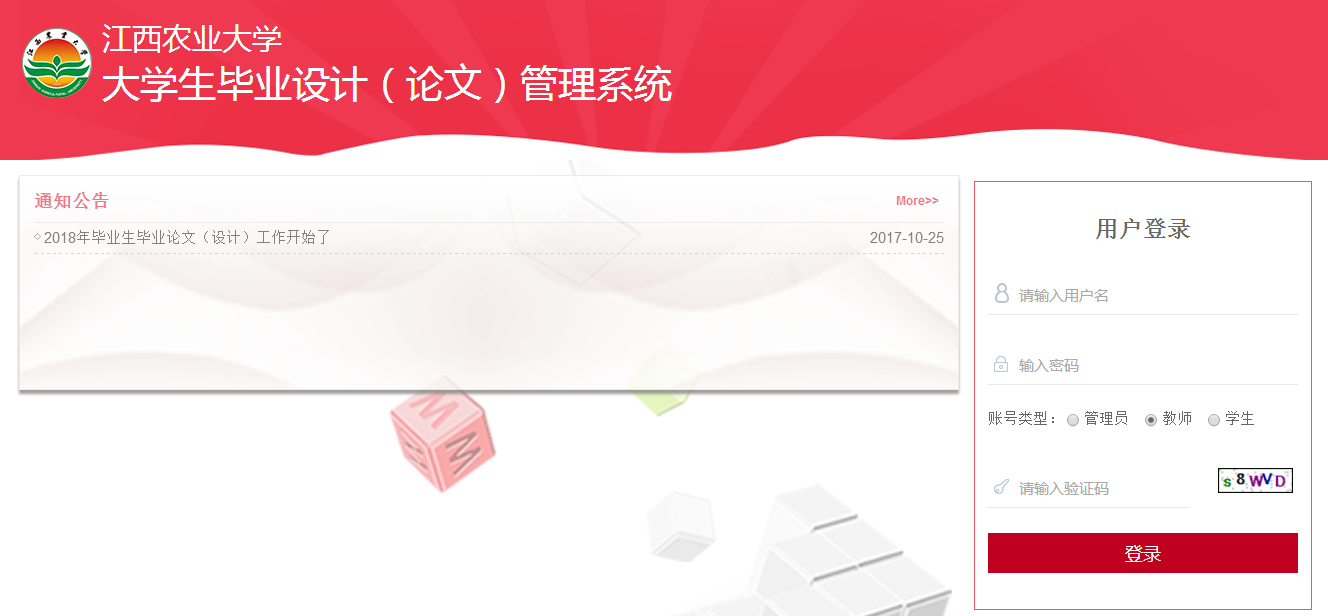 江西农业大学
大学生毕业设计（论文）管理系统
通知公告 More>>
2018年毕业生毕业论文（设计）工作开始了 2017-10-25
用户登录
请输入用户名
输入密码
账号类型： 管理员 教师 学生
请输入验证码 s8WVD
登录
M
M